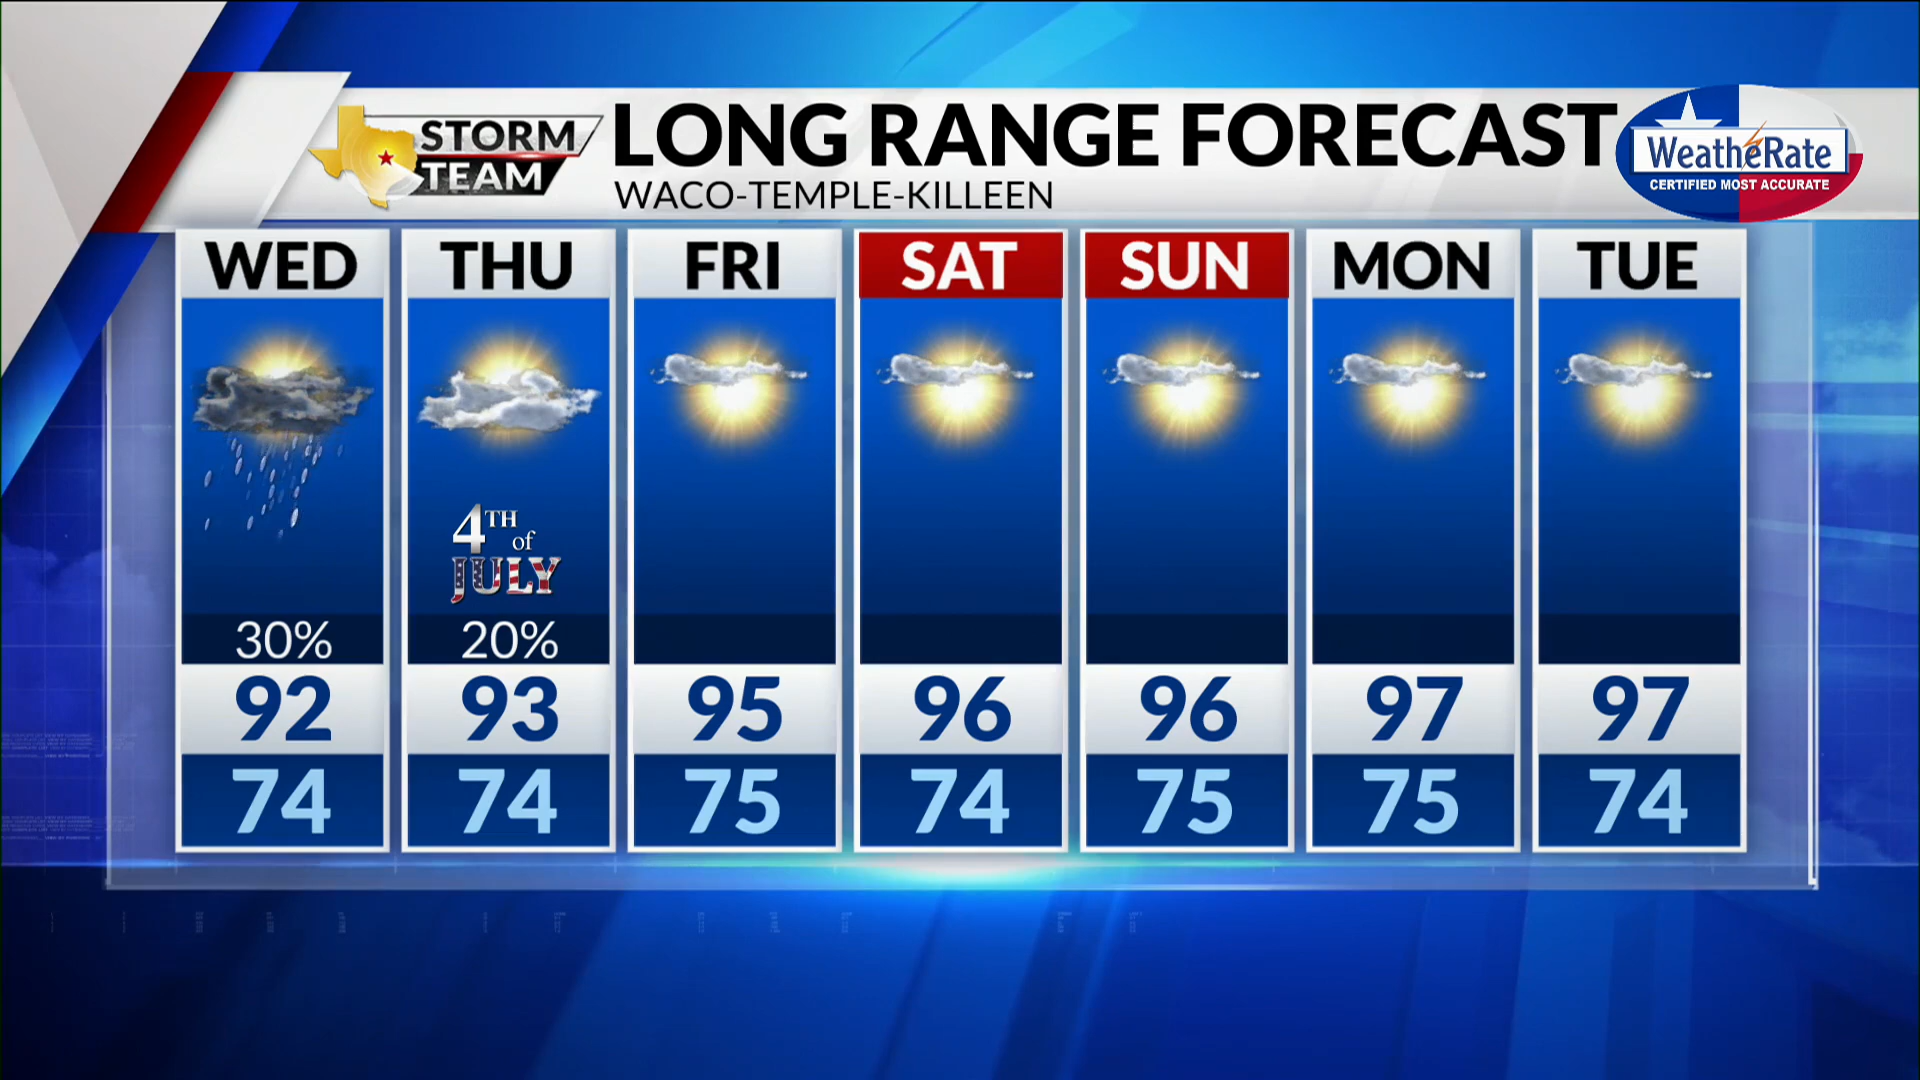 STORM
TEAM
LONG RANGE FORECAST
WACO-TEMPLE-KILLEEN
WeatheRate
CERTIFIED MOST ACCURATE
WED THU FRI SAT SUN MON TUE
4TH
of
JULY
30% 20%
92 93 95 96 96 97 97
74 74 75 74 75 75 74